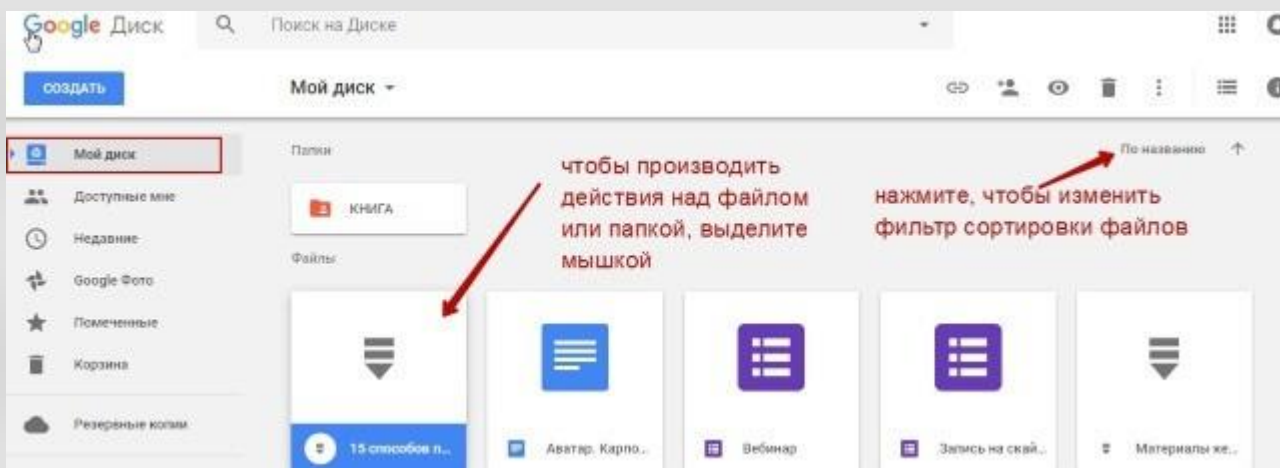 Google Диск
Поиск на Диске
СОЗДАТЬ
Мой диск
Мой диск
Доступные мне
Недавние
Google Фото
Помеченные
Корзина
Резервные копии
Папки
По названию
КНИГА
чтобы производить
действия над файлом
или папкой, выделите
мышкой
нажмите, чтобы изменить
фильтр сортировки файлов
Файлы
15 способов п...
Аватар. Карпо...
Вебинар
Запись на скай...
Материалы ке...